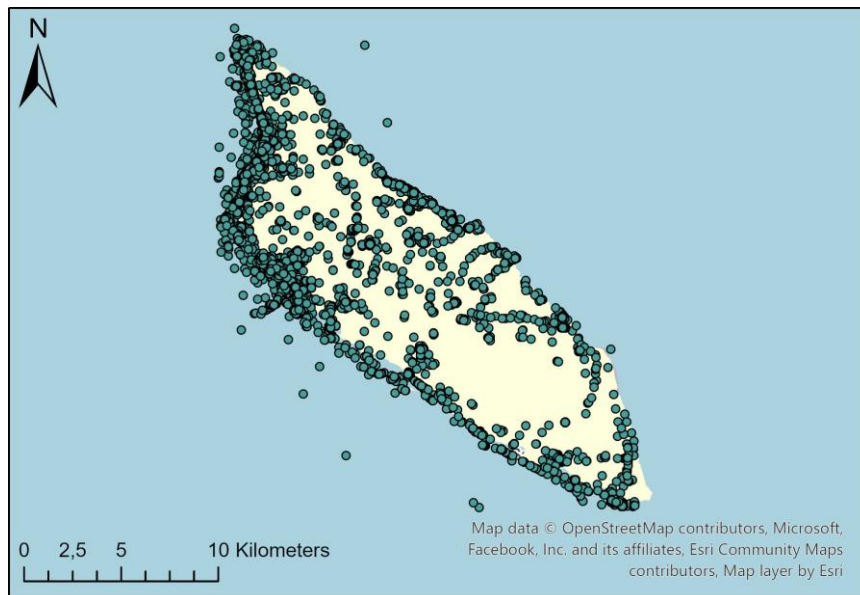 N
0 2,5 5 10 Kilometers
Map data © OpenStreetMap contributors, Microsoft,
Facebook, Inc. and its affiliates, Esri Community Maps
contributors, Map layer by Esri